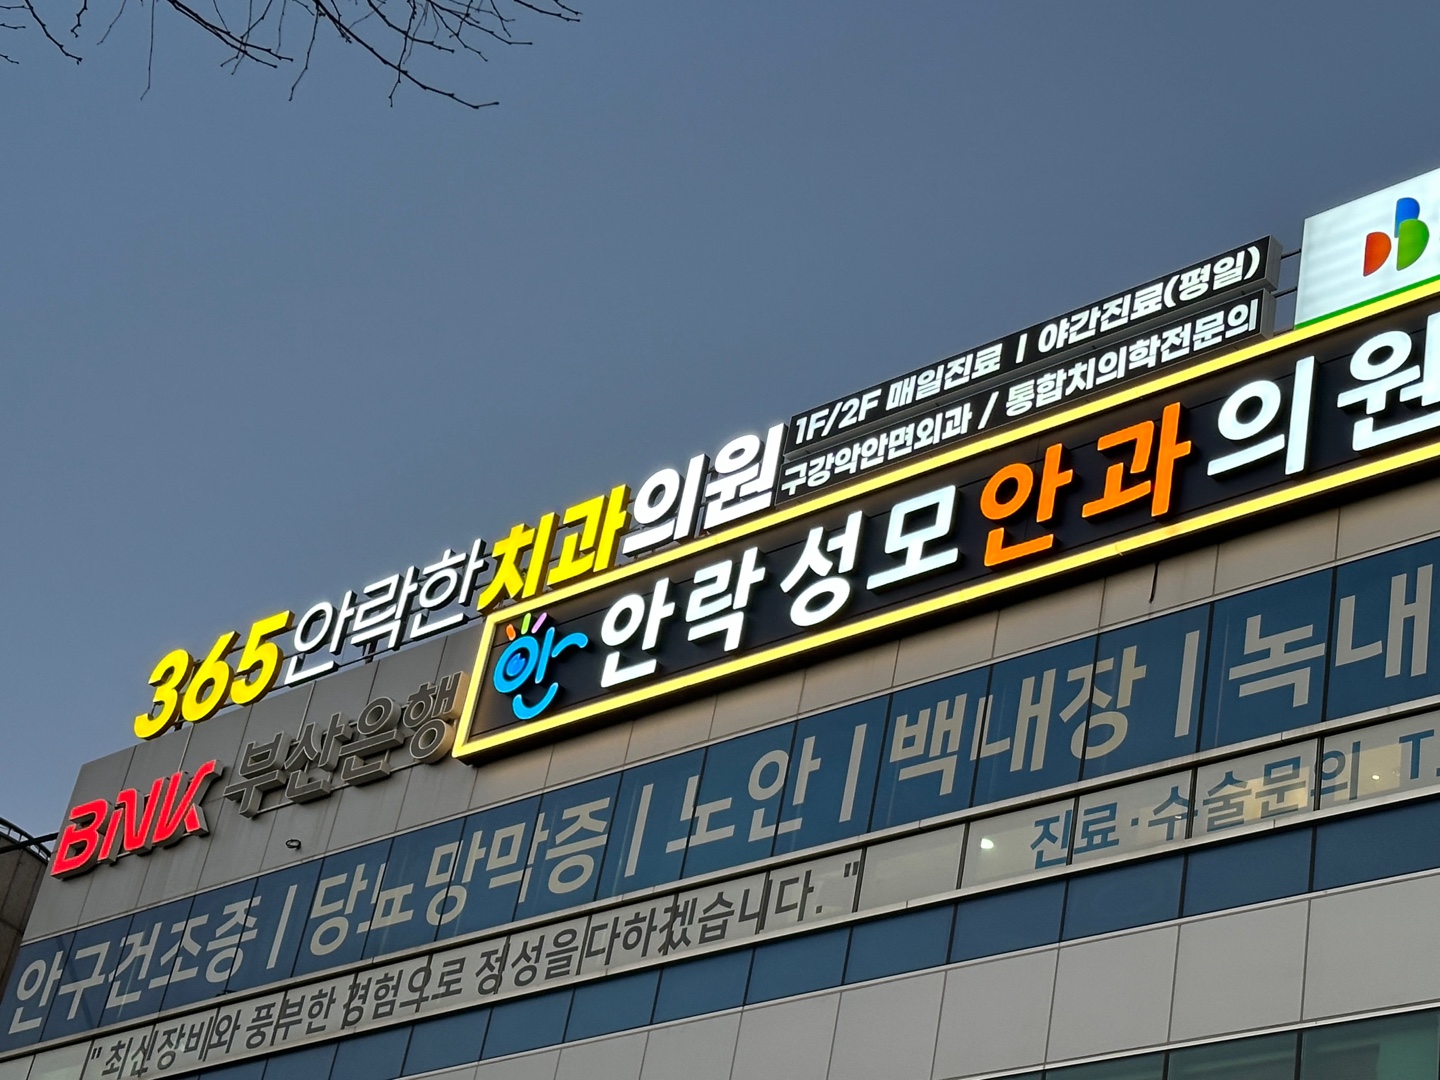 1F/2F 매일진료 | 야간진료(평일)
구강악안면외과 / 통합치의학전문의
365안락한치과의원
안 안락성모안과의원
BNK 부산은행
안구건조증 | 당뇨망막증 | 노안 | 백내장 | 녹내
진료·수술문의 T.
"최신장비와 풍부한 경험으로 정성을다하겠습니다."